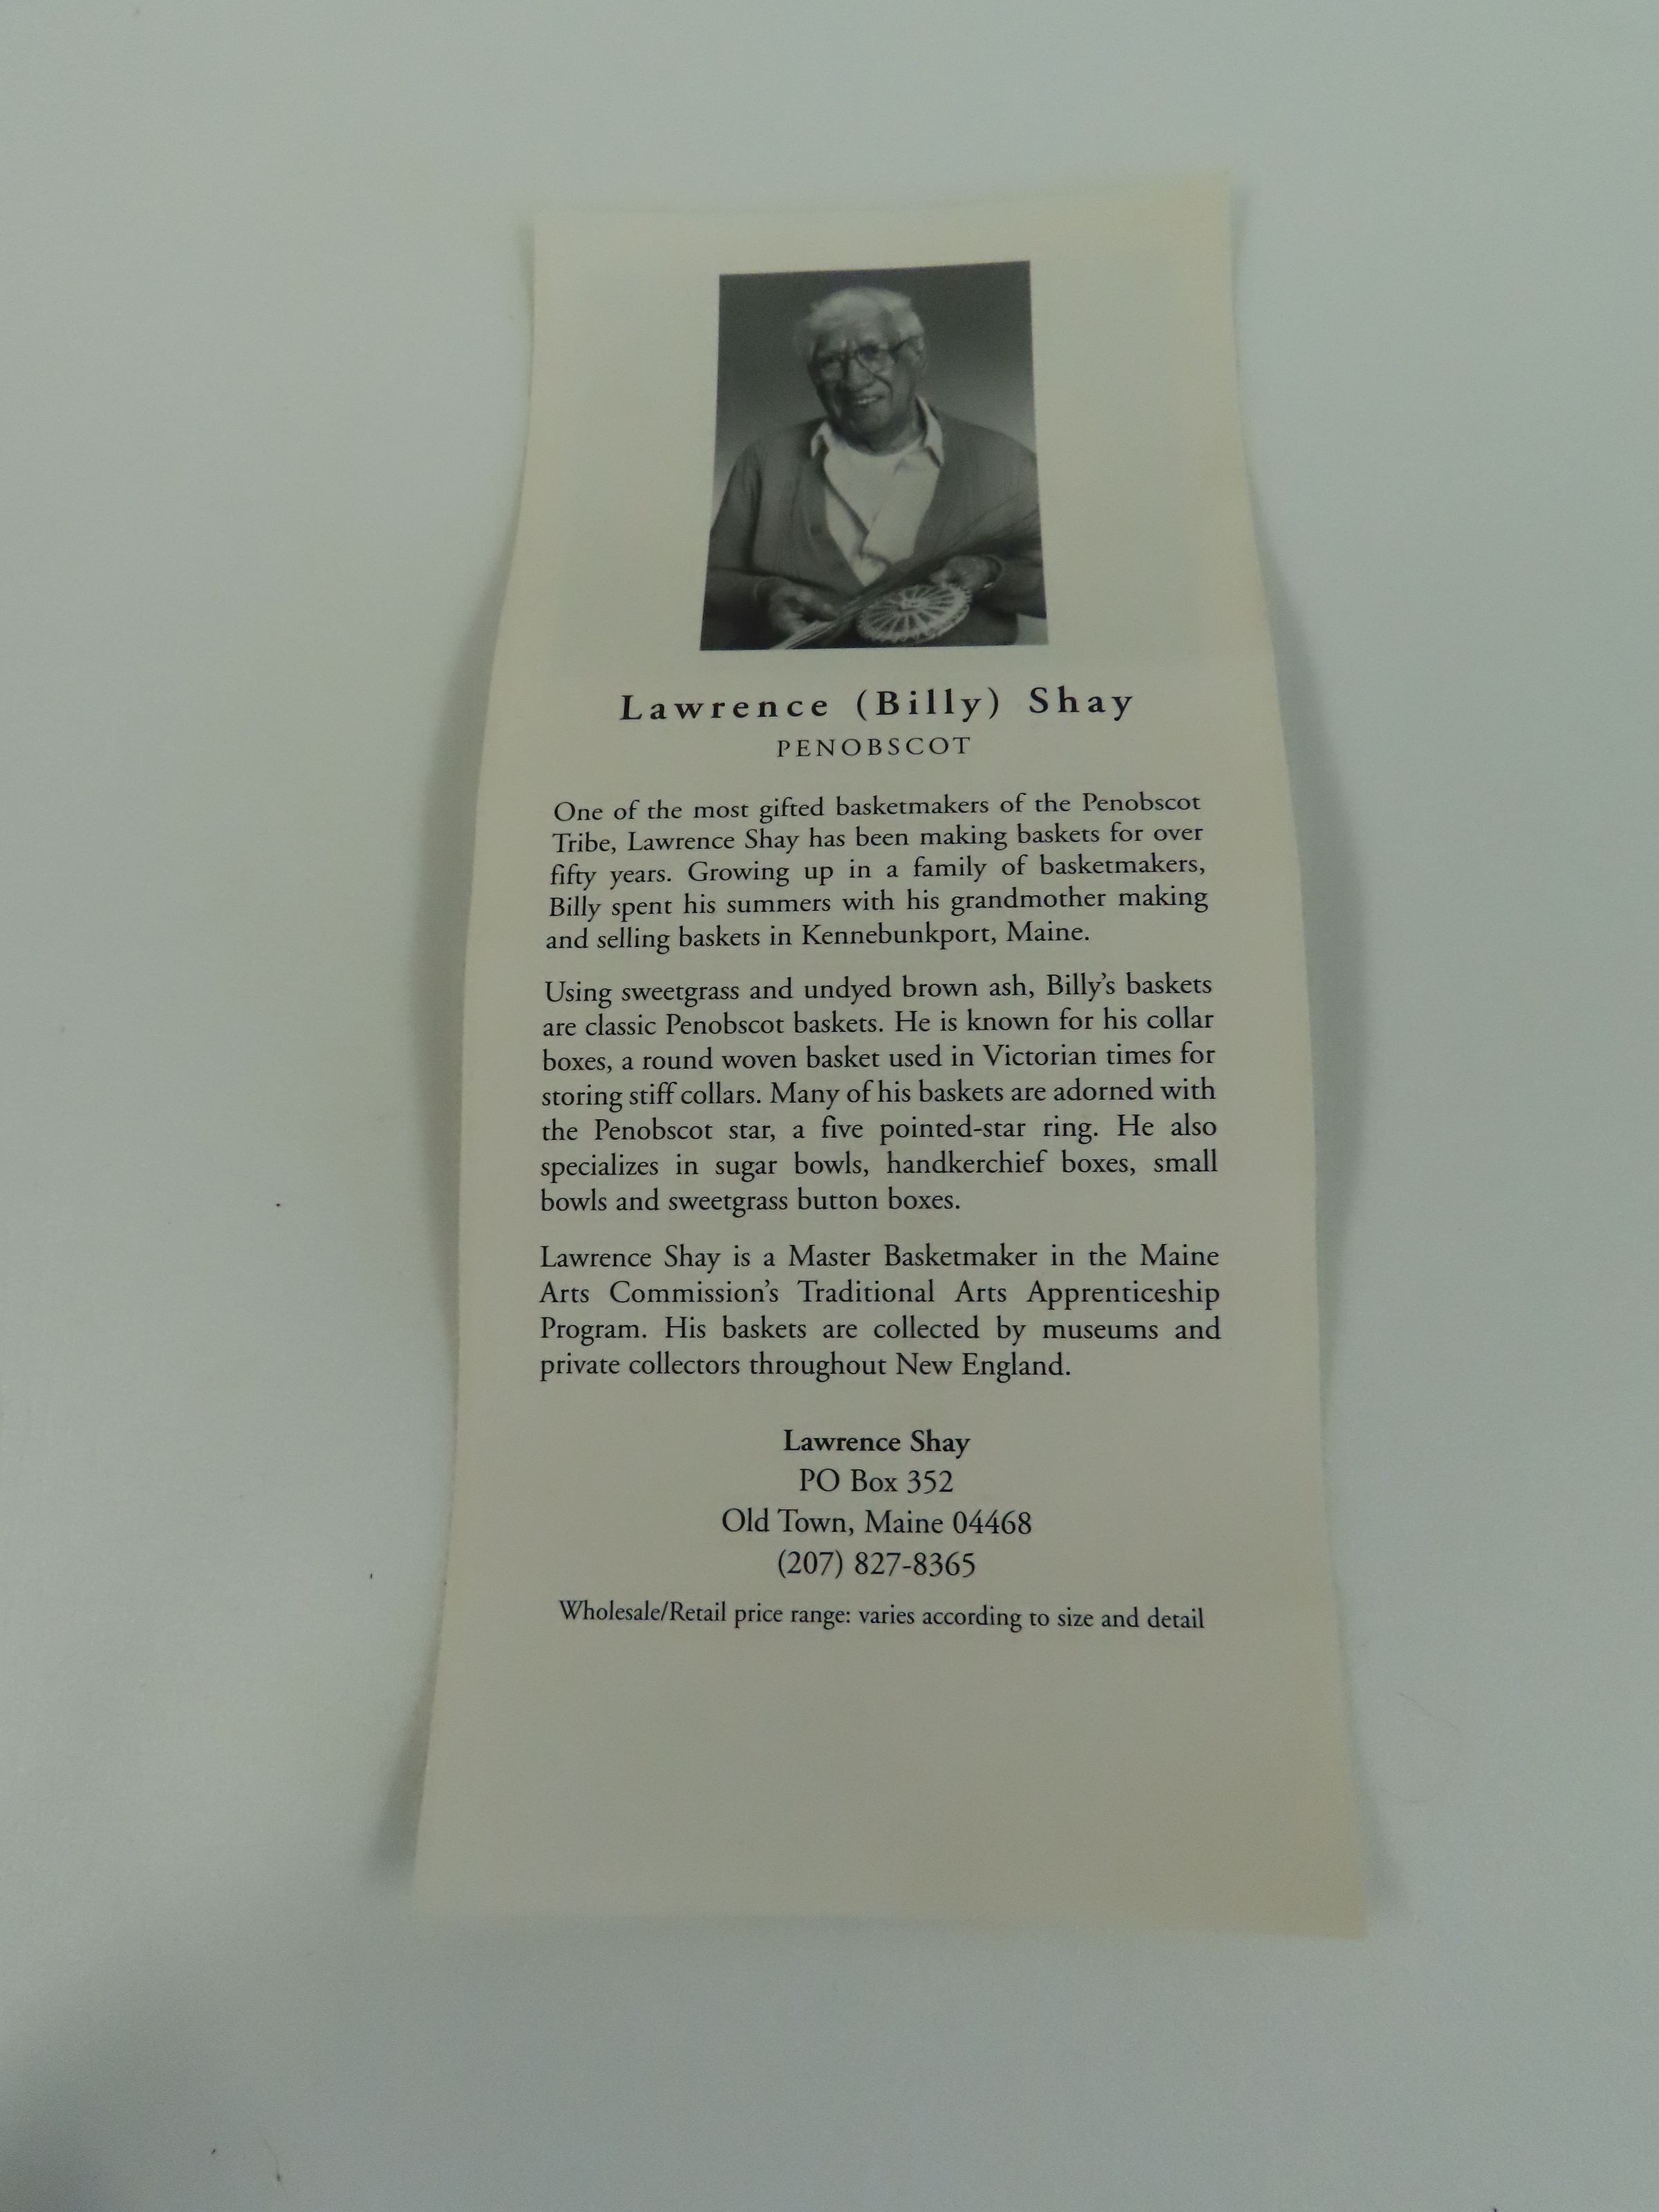 Lawrence (Billy) Shay
PENOBSCOT
One of the most gifted basketmakers of the Penobscot
Tribe, Lawrence Shay has been making baskets for over
fifty years. Growing up in a family of basketmakers,
Billy spent his summers with his grandmother making
and selling baskets in Kennebunkport, Maine.
Using sweetgrass and undyed brown ash, Billy's baskets
are classic Penobscot baskets. He is known for his collar
boxes, a round woven basket used in Victorian times for
storing stiff collars. Many of his baskets are adorned with
the Penobscot star, a five pointed-star ring. He also
specializes in sugar bowls, handkerchief boxes, small
bowls and sweetgrass button boxes.
Lawrence Shay is a Master Basketmaker in the Maine
Arts Commission's Traditional Arts Apprenticeship
Program. His baskets are collected by museums and
private collectors throughout New England.
Lawrence Shay
PO Box 352
Old Town, Maine 04468
(207) 827-8365
Wholesale/Retail price range: varies according to size and detail